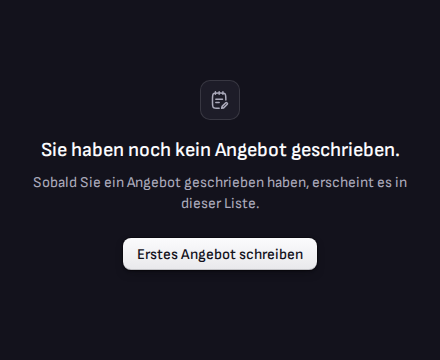 Sie haben noch kein Angebot geschrieben.
Sobald Sie ein Angebot geschrieben haben, erscheint es in
dieser Liste.
Erstes Angebot schreiben